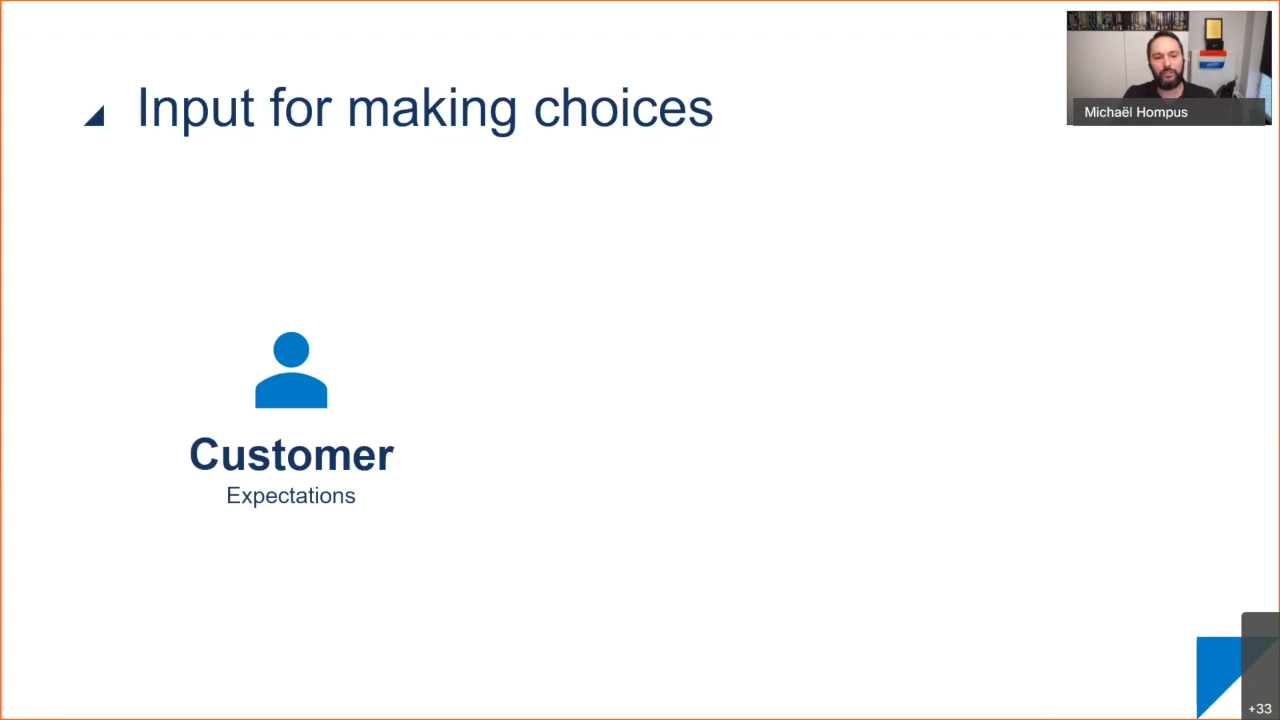 Input for making choices
Michaël Hompus
Customer
Expectations
+33